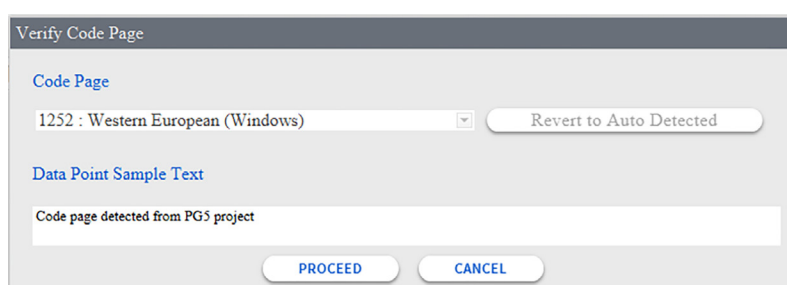 Verify Code Page
Code Page
1252 : Western European (Windows)
Revert to Auto Detected
Data Point Sample Text
Code page detected from PG5 project
PROCEED
CANCEL